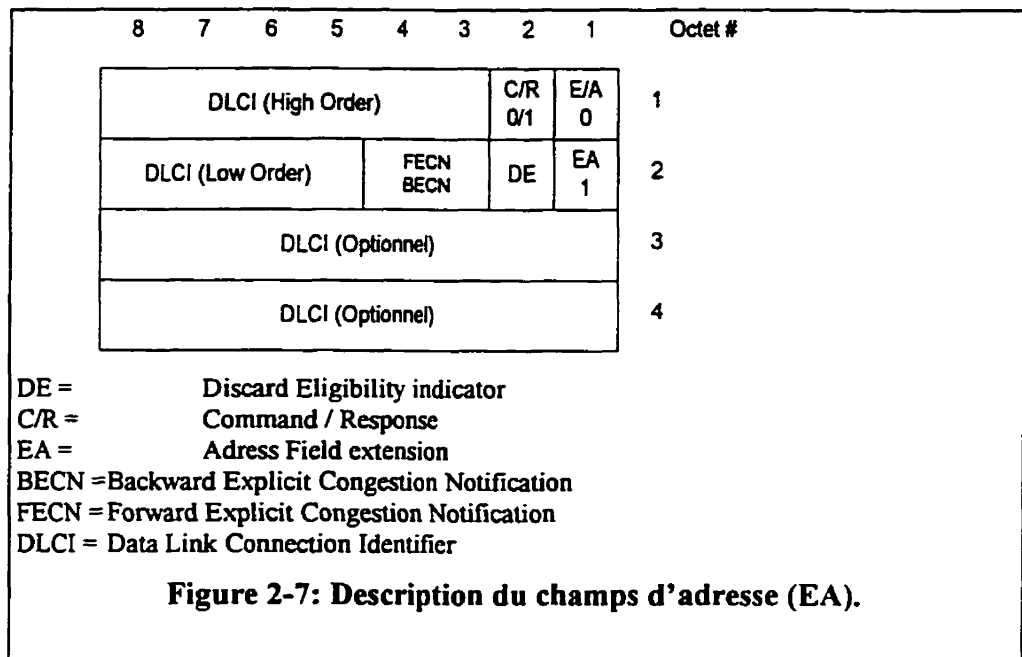 8 7 6 5 4 3 2 1 Octet #
DLCI (High Order) C/R 0/1 E/A 0 1
DLCI (Low Order) FECN BECN DE EA 1 2
DLCI (Optionnel) 3
DLCI (Optionnel) 4
DE = Discard Eligibility indicator
C/R = Command / Response
EA = Adress Field extension
BECN =Backward Explicit Congestion Notification
FECN =Forward Explicit Congestion Notification
DLCI = Data Link Connection Identifier
Figure 2-7: Description du champs d'adresse (EA).